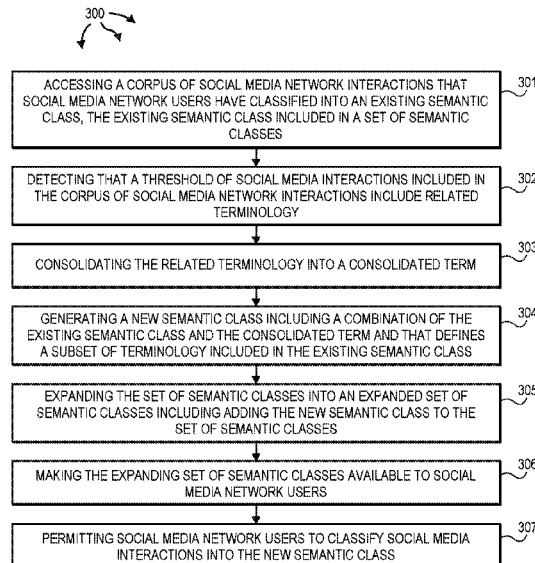 300
ACCESSING A CORPUS OF SOCIAL MEDIA NETWORK INTERACTIONS THAT
SOCIAL MEDIA NETWORK USERS HAVE CLASSIFIED INTO AN EXISTING SEMANTIC
CLASS, THE EXISTING SEMANTIC CLASS INCLUDED IN A SET OF SEMANTIC
CLASSES
301
DETECTING THAT A THRESHOLD OF SOCIAL MEDIA INTERACTIONS INCLUDED IN
THE CORPUS OF SOCIAL MEDIA NETWORK INTERACTIONS INCLUDE RELATED
TERMINOLOGY
302
CONSOLIDATING THE RELATED TERMINOLOGY INTO A CONSOLIDATED TERM
303
GENERATING A NEW SEMANTIC CLASS INCLUDING A COMBINATION OF THE
EXISTING SEMANTIC CLASS AND THE CONSOLIDATED TERM AND THAT DEFINES
A SUBSET OF TERMINOLOGY INCLUDED IN THE EXISTING SEMANTIC CLASS
304
EXPANDING THE SET OF SEMANTIC CLASSES INTO AN EXPANDED SET OF
SEMANTIC CLASSES INCLUDING ADDING THE NEW SEMANTIC CLASS TO THE
SET OF SEMANTIC CLASSES
305
MAKING THE EXPANDING SET OF SEMANTIC CLASSES AVAILABLE TO SOCIAL
MEDIA NETWORK USERS
306
PERMITTING SOCIAL MEDIA NETWORK USERS TO CLASSIFY SOCIAL MEDIA
INTERACTIONS INTO THE NEW SEMANTIC CLASS
307